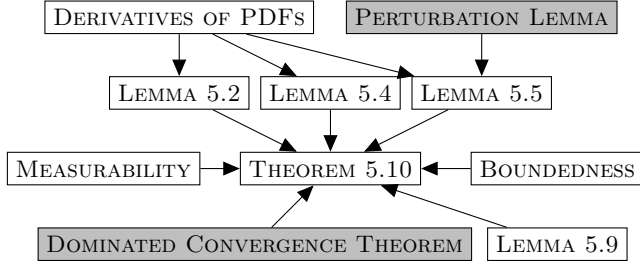 DERIVATIVES OF PDFS
PERTURBATION LEMMA
LEMMA 5.2
LEMMA 5.4
LEMMA 5.5
MEASURABILITY
THEOREM 5.10
BOUNDEDNESS
DOMINATED CONVERGENCE THEOREM
LEMMA 5.9